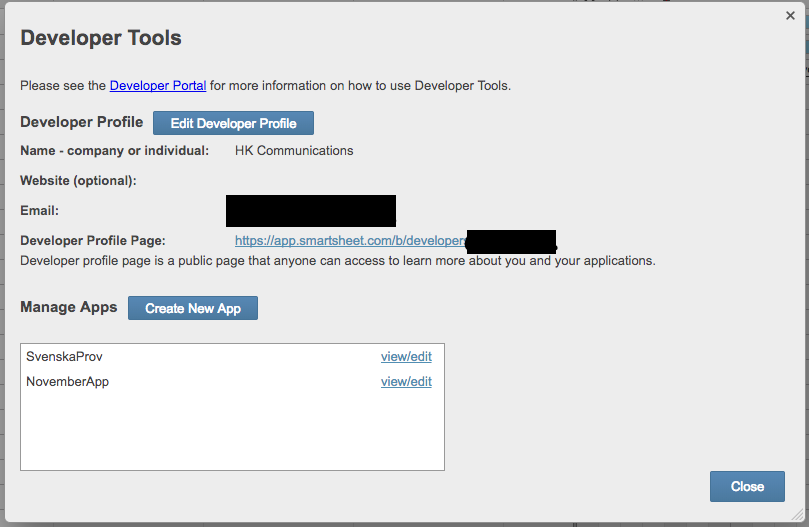 Developer Tools
Please see the Developer Portal for more information on how to use Developer Tools.
Developer Profile Edit Developer Profile
Name - company or individual: HK Communications
Website (optional):
Email:
Developer Profile Page: https://app.smartsheet.com/b/developer
Developer profile page is a public page that anyone can access to learn more about you and your applications.
Manage Apps Create New App
SvenskaProv view/edit
NovemberApp view/edit
Close